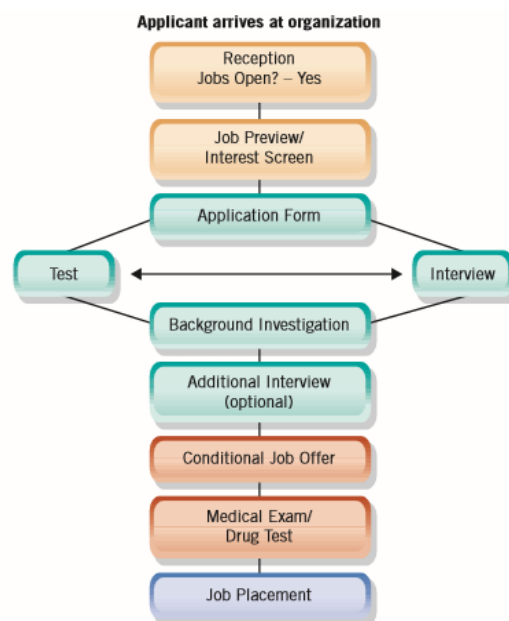 Applicant arrives at organization
Reception
Jobs Open? – Yes
Job Preview/
Interest Screen
Application Form
Test
Interview
Background Investigation
Additional Interview
(optional)
Conditional Job Offer
Medical Exam/
Drug Test
Job Placement